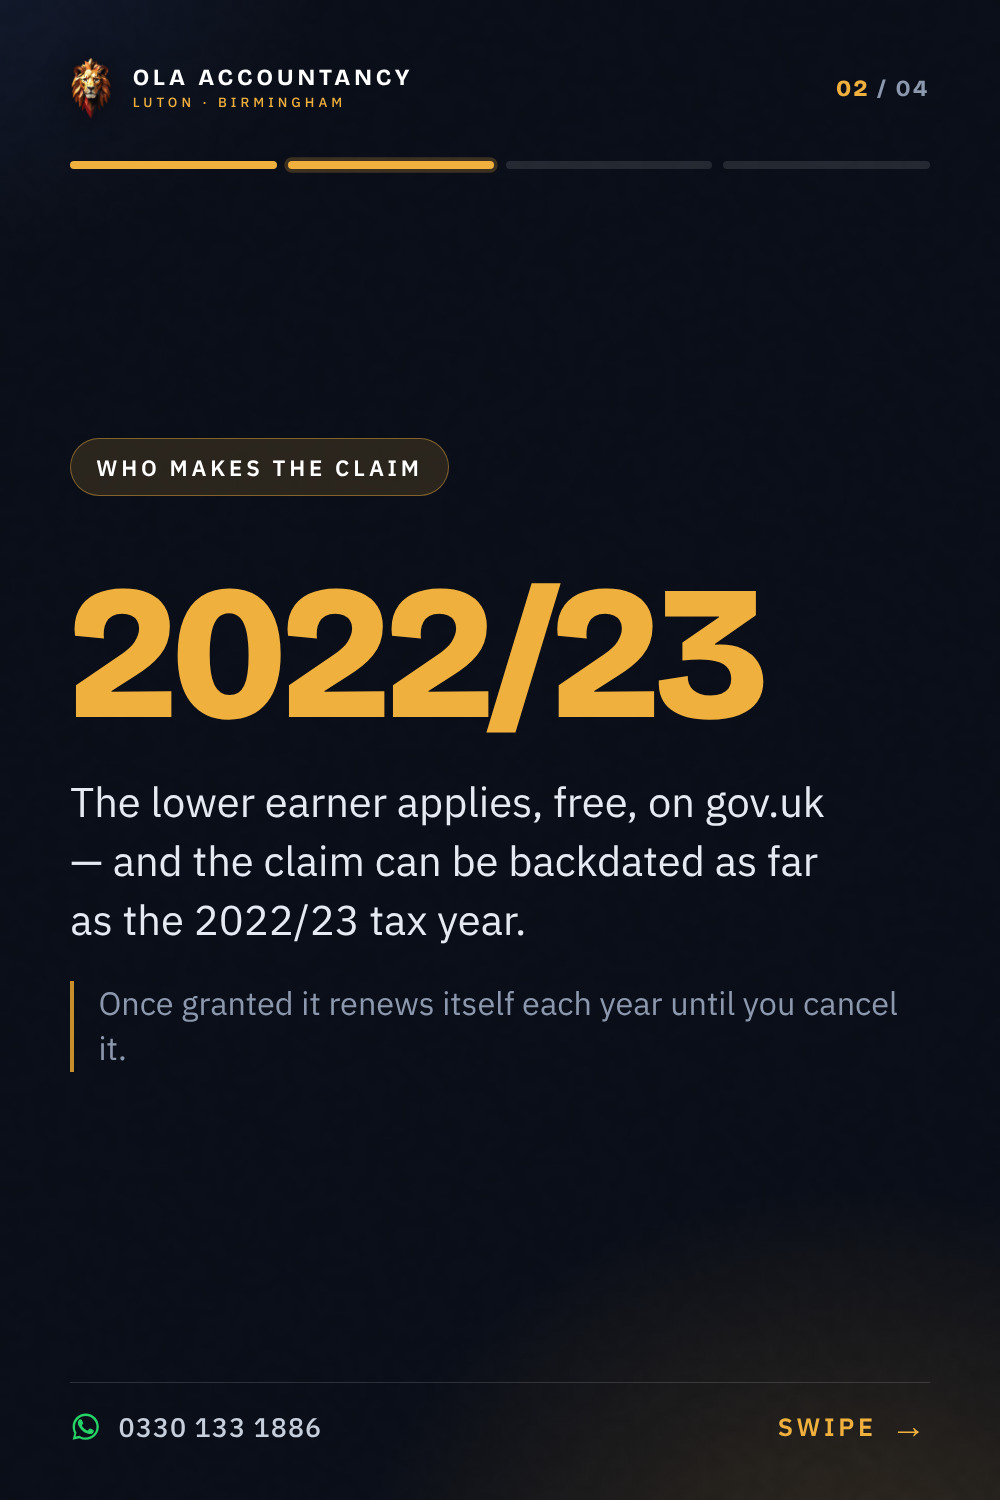 OLA ACCOUNTANCY
LUTON · BIRMINGHAM
02 / 04
WHO MAKES THE CLAIM
2022/23
The lower earner applies, free, on gov.uk
— and the claim can be backdated as far
as the 2022/23 tax year.
Once granted it renews itself each year until you cancel
it.
0330 133 1886
SWIPE →